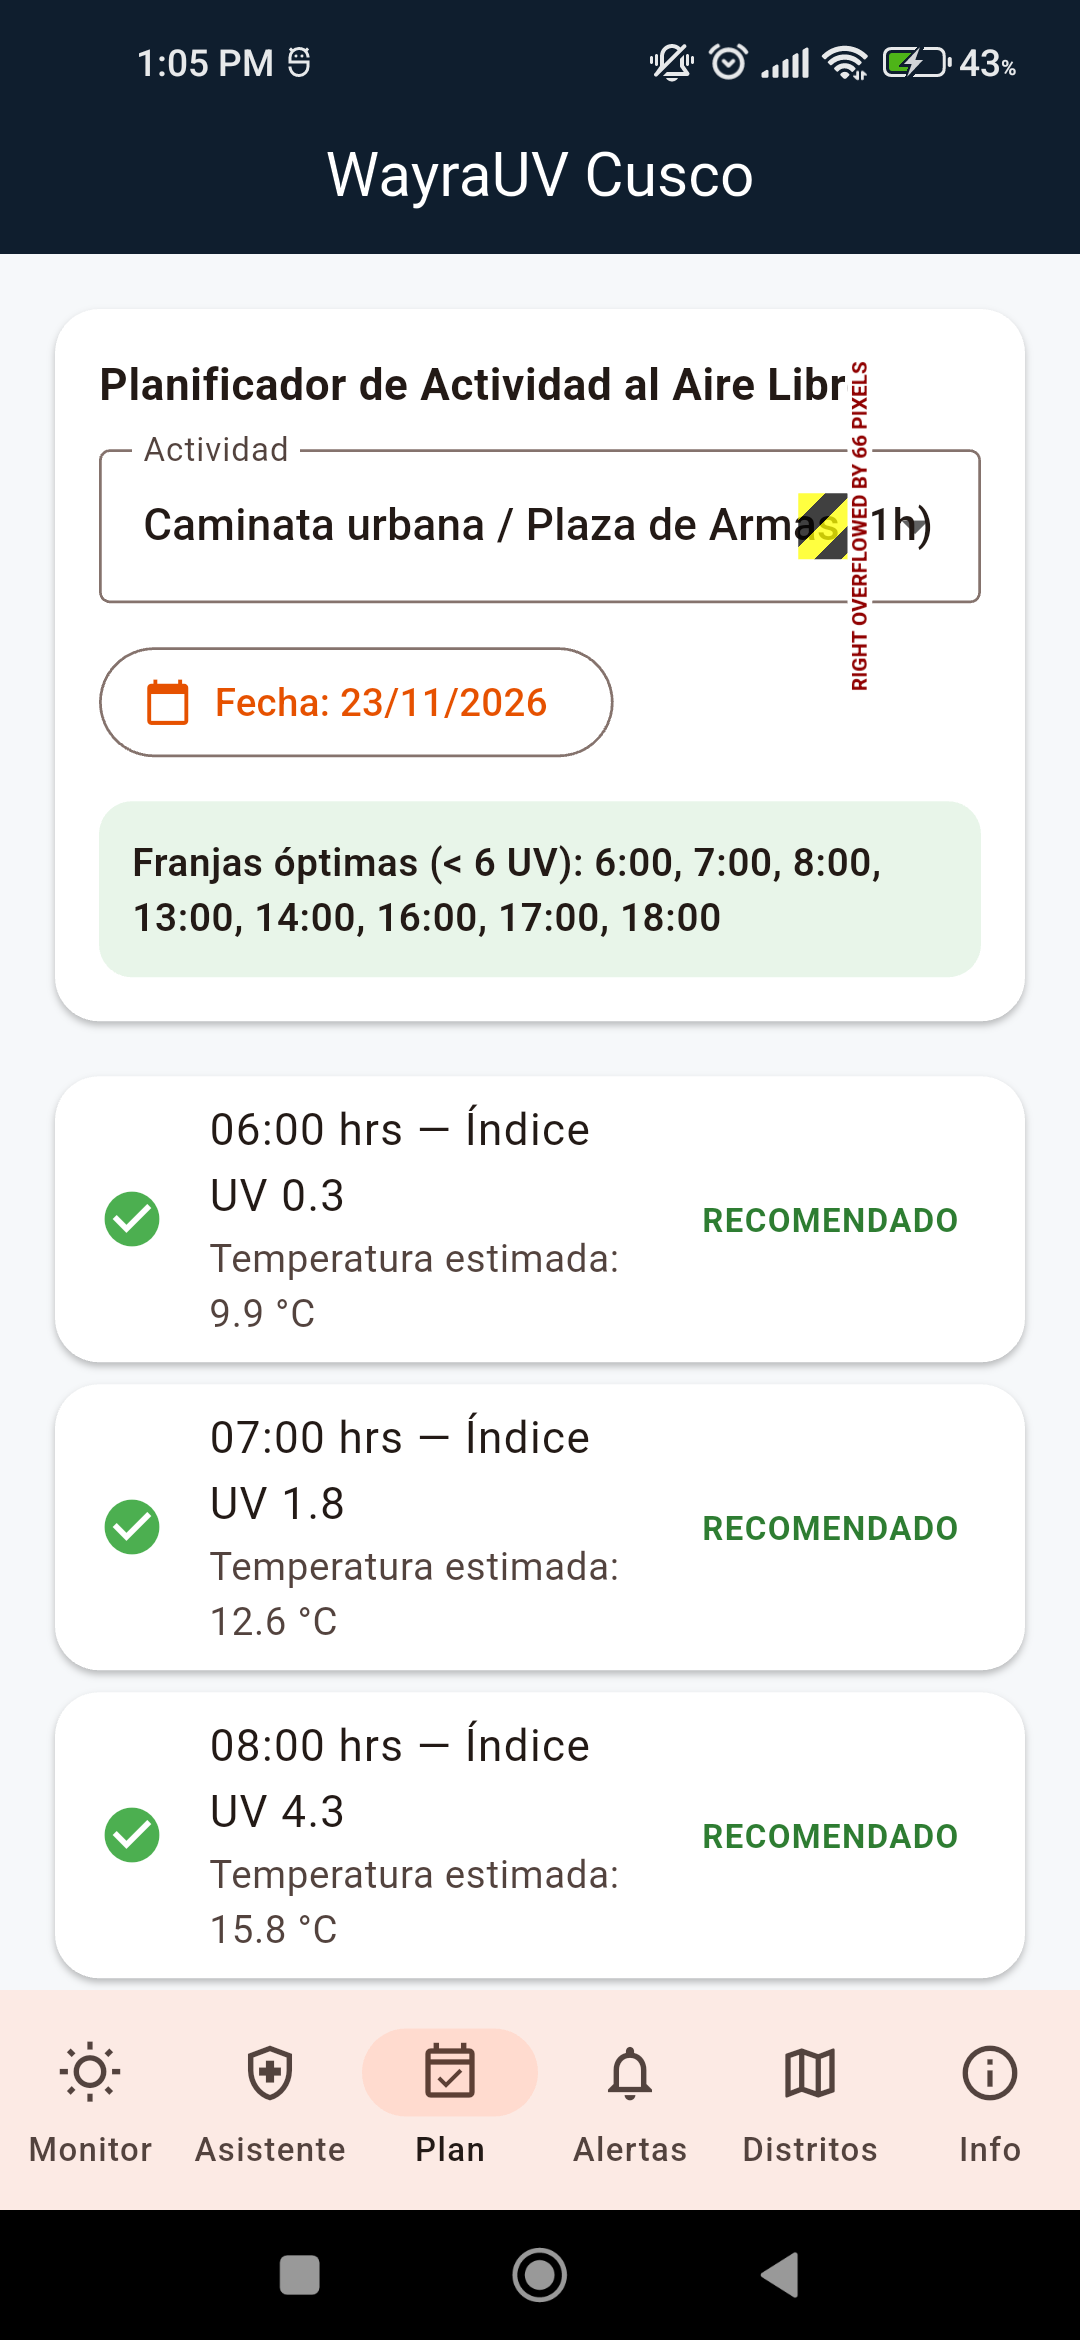 1:05 PM
43%
WayraUV Cusco
Planificador de Actividad al Aire Libr
RIGHT OVERFLOWED BY 66 PIXELS
Actividad
Caminata urbana / Plaza de Armas 1h)
Fecha: 23/11/2026
Franjas óptimas (< 6 UV): 6:00, 7:00, 8:00,
13:00, 14:00, 16:00, 17:00, 18:00
06:00 hrs — Índice
UV 0.3
RECOMENDADO
Temperatura estimada:
9.9 °C
07:00 hrs — Índice
UV 1.8
RECOMENDADO
Temperatura estimada:
12.6 °C
08:00 hrs — Índice
UV 4.3
RECOMENDADO
Temperatura estimada:
15.8 °C
Monitor
Asistente
Plan
Alertas
Distritos
Info